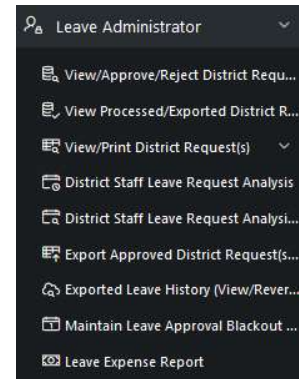 Leave Administrator
View/Approve/Reject District Requ...
View Processed/Exported District R...
View/Print District Request(s)
District Staff Leave Request Analysis
District Staff Leave Request Analysi...
Export Approved District Request(s...
Exported Leave History (View/Rever...
Maintain Leave Approval Blackout ...
Leave Expense Report